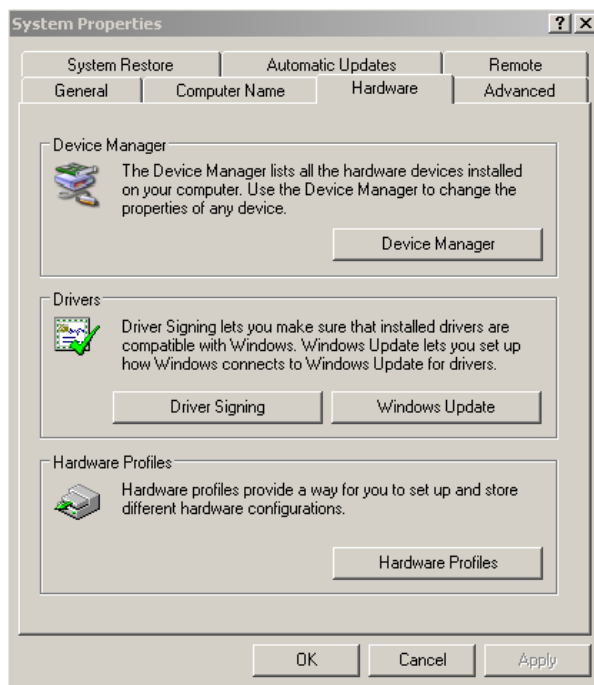 System Properties
? X
System Restore Automatic Updates Remote
General Computer Name Hardware Advanced
Device Manager
The Device Manager lists all the hardware devices installed
on your computer. Use the Device Manager to change the
properties of any device.
Device Manager
Drivers
Driver Signing lets you make sure that installed drivers are
compatible with Windows. Windows Update lets you set up
how Windows connects to Windows Update for drivers.
Driver Signing Windows Update
Hardware Profiles
Hardware profiles provide a way for you to set up and store
different hardware configurations.
Hardware Profiles
OK Cancel Apply